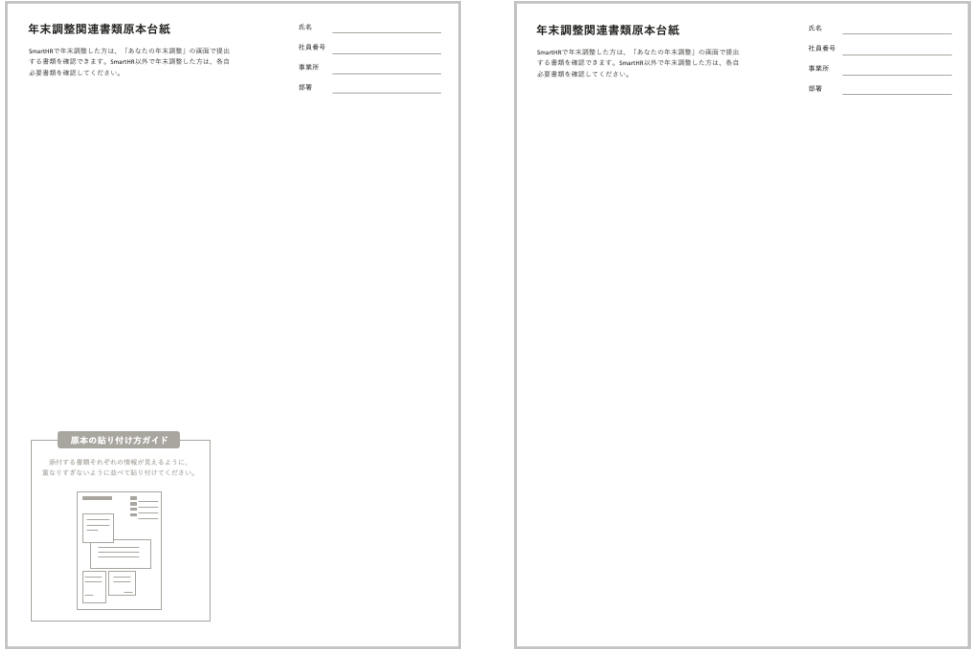 年末調整関連書類原本台紙
SmartHRで年末調整した方は、「あなたの年末調整」の画面で提出
する書類を確認できます。SmartHR以外で年末調整した方は、各自
必要書類を確認してください。
氏名
社員番号
事業所
部署
原本の貼り付け方ガイド
添付する書類それぞれの情報が見えるように、
重なりすぎないように並べて貼り付けてください。
年末調整関連書類原本台紙
SmartHRで年末調整した方は、「あなたの年末調整」の画面で提出
する書類を確認できます。SmartHR以外で年末調整した方は、各自
必要書類を確認してください。
氏名
社員番号
事業所
部署